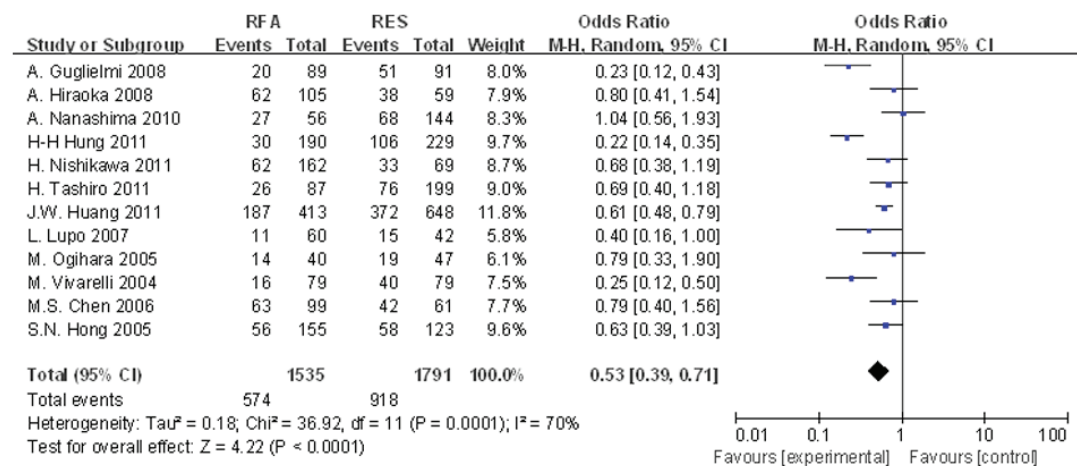 RFA RES Odds Ratio Odds Ratio
Study or Subgroup Events Total Events Total Weight M-H, Random, 95% CI M-H, Random, 95% CI
A. Guglielmi 2008 20 89 51 91 8.0% 0.23 [0.12, 0.43]
A. Hiraoka 2008 62 105 38 59 7.9% 0.80 [0.41, 1.54]
A. Nanashima 2010 27 56 68 144 8.3% 1.04 [0.56, 1.93]
H-H Hung 2011 30 190 106 229 9.7% 0.22 [0.14, 0.35]
H. Nishikawa 2011 62 162 33 69 8.7% 0.68 [0.38, 1.19]
H. Tashiro 2011 26 87 76 199 9.0% 0.69 [0.40, 1.18]
J.W. Huang 2011 187 413 372 648 11.8% 0.61 [0.48, 0.79]
L. Lupo 2007 11 60 15 42 5.8% 0.40 [0.16, 1.00]
M. Ogihara 2005 14 40 19 47 6.1% 0.79 [0.33, 1.90]
M. Vivarelli 2004 16 79 40 79 7.5% 0.25 [0.12, 0.50]
M.S. Chen 2006 63 99 42 61 7.7% 0.79 [0.40, 1.56]
S.N. Hong 2005 56 155 58 123 9.6% 0.63 [0.39, 1.03]
Total (95% CI) 1535 1791 100.0% 0.53 [0.39, 0.71]
Total events 574 918
Heterogeneity: Tau² = 0.18; Chi² = 36.92, df = 11 (P = 0.0001); I² = 70%
Test for overall effect: Z = 4.22 (P < 0.0001)
0.01 0.1 1 10 100
Favours [experimental] Favours [control]